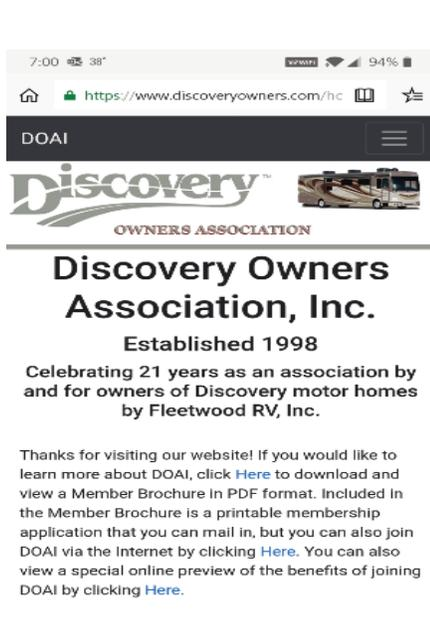 7:00 38°
VZWIFI 94%
https://www.discoveryowners.com/hc
DOAI
Discovery™
OWNERS ASSOCIATION
Discovery Owners
Association, Inc.
Established 1998
Celebrating 21 years as an association by
and for owners of Discovery motor homes
by Fleetwood RV, Inc.
Thanks for visiting our website! If you would like to
learn more about DOAI, click Here to download and
view a Member Brochure in PDF format. Included in
the Member Brochure is a printable membership
application that you can mail in, but you can also join
DOAI via the Internet by clicking Here. You can also
view a special online preview of the benefits of joining
DOAI by clicking Here.